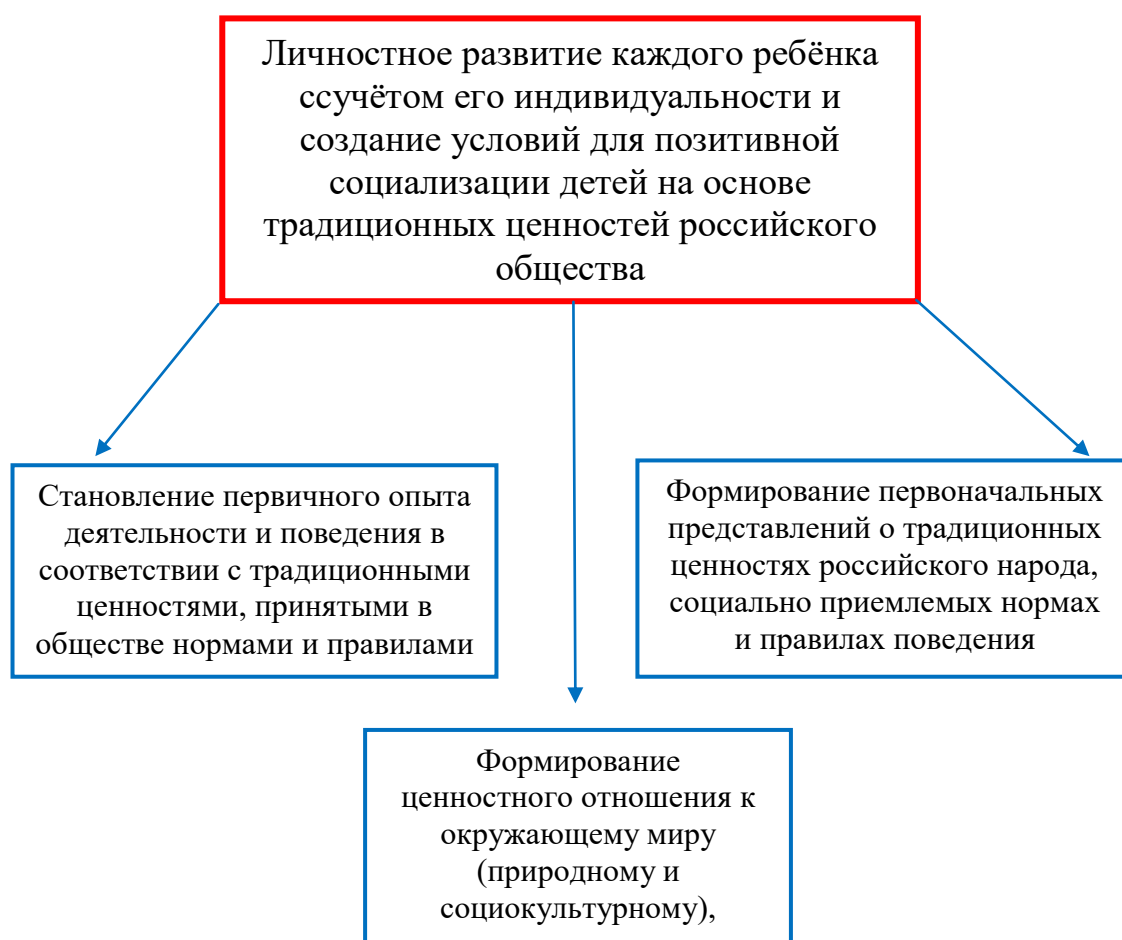 Личностное развитие каждого ребёнка
ссучётом его индивидуальности и
создание условий для позитивной
социализации детей на основе
традиционных ценностей российского
общества
Становление первичного опыта
деятельности и поведения в
соответствии с традиционными
ценностями, принятыми в
обществе нормами и правилами
Формирование первоначальных
представлений о традиционных
ценностях российского народа,
социально приемлемых нормах
и правилах поведения
Формирование
ценностного отношения к
окружающему миру
(природному и
социокультурному),